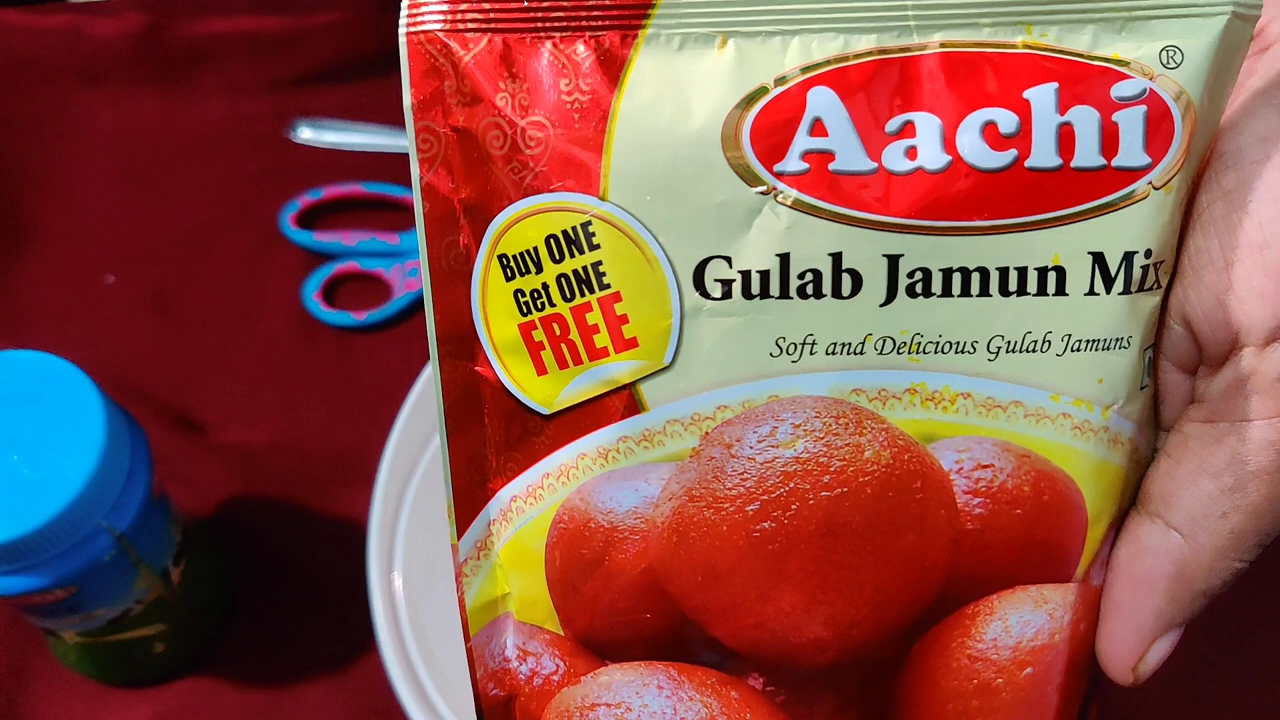 Aachi®
Gulab Jamun Mix
Soft and Delicious Gulab Jamuns
Buy ONE
Get ONE
FREE